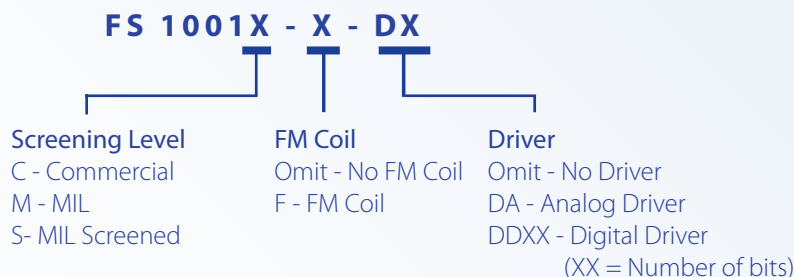 FS 1001X - X - DX
Screening Level
C - Commercial
M - MIL
S- MIL Screened
FM Coil
Omit - No FM Coil
F - FM Coil
Driver
Omit - No Driver
DA - Analog Driver
DDXX - Digital Driver
(XX = Number of bits)